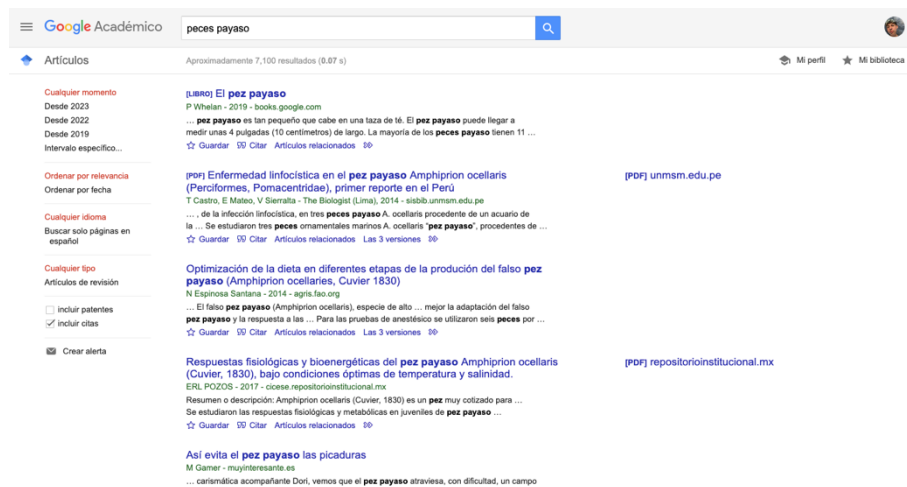 Google Académico
peces payaso
Artículos
Aproximadamente 7,100 resultados (0.07 s)
Mi perfil
Mi biblioteca
Cualquier momento
Desde 2023
Desde 2022
Desde 2019
Intervalo específico...
Ordenar por relevancia
Ordenar por fecha
Cualquier idioma
Buscar solo páginas en
español
Cualquier tipo
Artículos de revisión
incluir patentes
incluir citas
Crear alerta
[LIBRO] El pez payaso
P Whelan - 2019 - books.google.com
… pez payaso es tan pequeño que cabe en una taza de té. El pez payaso puede llegar a
medir unas 4 pulgadas (10 centímetros) de largo. La mayoría de los peces payaso tienen 11 …
Guardar Citar Artículos relacionados
[PDF] Enfermedad linfocística en el pez payaso Amphiprion ocellaris
(Perciformes, Pomacentridae), primer reporte en el Perú
T Castro, E Mateo, V Sierralta - The Biologist (Lima), 2014 - sisbib.unmsm.edu.pe
… , de la infección linfocística, en tres peces payaso A. ocellaris procedente de un acuario de
la … Se estudiaron tres peces ornamentales marinos A. ocellaris “pez payaso”, procedentes de …
Guardar Citar Artículos relacionados Las 3 versiones
[PDF] unmsm.edu.pe
Optimización de la dieta en diferentes etapas de la produción del falso pez
payaso (Amphiprion ocellaries, Cuvier 1830)
N Espinosa Santana - 2014 - agris.fao.org
… El falso pez payaso (Amphiprion ocellaris), especie de alto … mejor la adaptación del falso
pez payaso y la respuesta a las … Para las pruebas de anestésico se utilizaron seis peces por …
Guardar Citar Artículos relacionados Las 3 versiones
Respuestas fisiológicas y bioenergéticas del pez payaso Amphiprion ocellaris
(Cuvier, 1830), bajo condiciones óptimas de temperatura y salinidad.
ERL POZOS - 2017 - cicese.repositorioinstitucional.mx
Resumen o descripción: Amphiprion ocellaris (Cuvier, 1830) es un pez muy cotizado para …
Se estudiaron las respuestas fisiológicas y metabólicas en juveniles de pez payaso …
Guardar Citar Artículos relacionados
[PDF] repositorioinstitucional.mx
Así evita el pez payaso las picaduras
M Gamer - muyinteresante.es
… carismática acompañante Dori, vemos que el pez payaso atraviesa, con dificultad, un campo